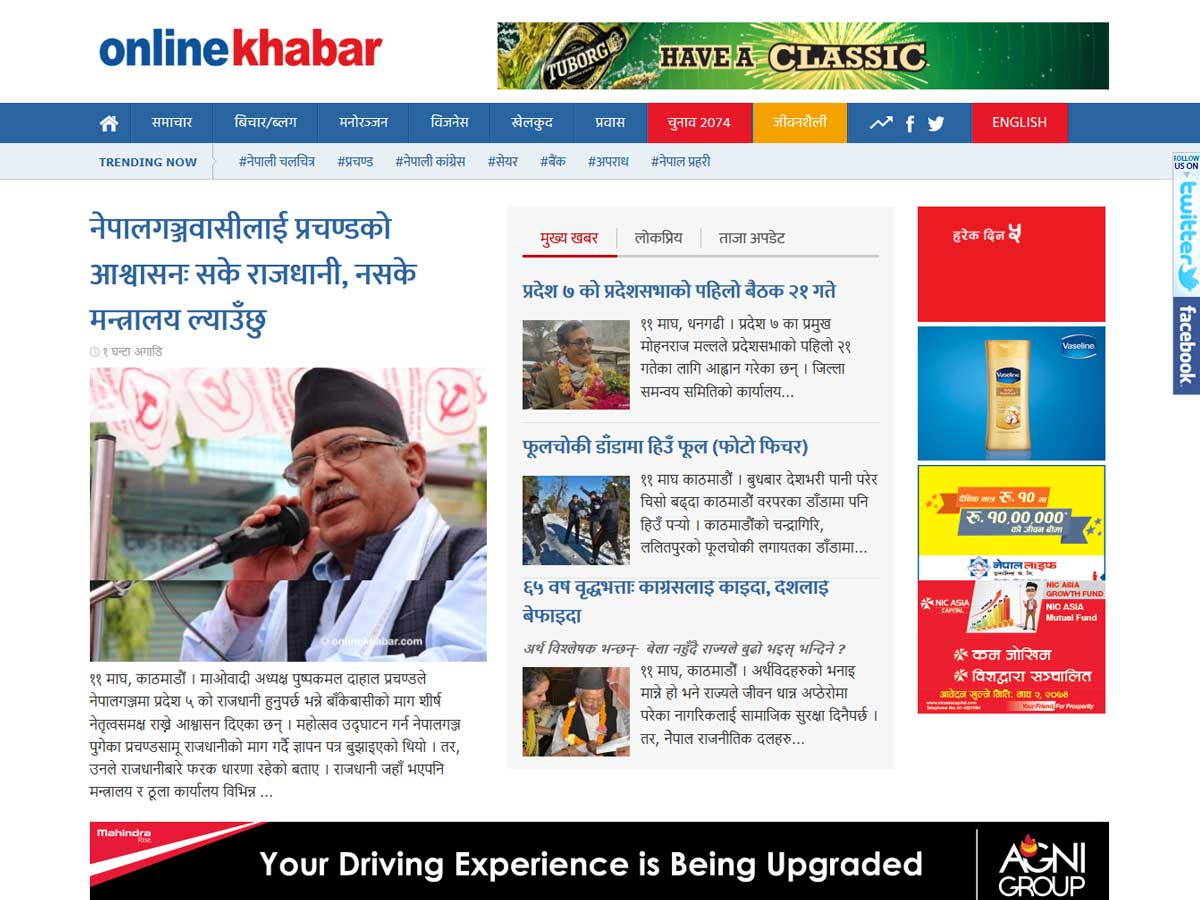 onlinekhabar
TUBORG
HAVE A CLASSIC
समाचार
बिचार/ब्लग
मनोरञ्जन
विजनेस
खेलकुद
प्रवास
चुनाव 2074
जीवनशैली
ENGLISH
TRENDING NOW
#नेपाली चलचित्र
#प्रचण्ड
#नेपाली कांग्रेस
#सेयर
#बैंक
#अपराध
#नेपाल प्रहरी
FOLLOW
US ON
twitter
facebook
नेपालगञ्जवासीलाई प्रचण्डको
आश्वासनः सके राजधानी, नसके
मन्त्रालय ल्याउँछु
१ घन्टा अगाडि
© onlinekhabar.com
११ माघ, काठमाडौं । माओवादी अध्यक्ष पुष्पकमल दाहाल प्रचण्डले
नेपालगञ्जमा प्रदेश ५ को राजधानी हुनुपर्छ भन्ने बाँकेबासीको माग शीर्ष
नेतृत्वसमक्ष राख्ने आश्वासन दिएका छन् । महोत्सव उद्घाटन गर्न नेपालगञ्ज
पुगेका प्रचण्डसामू राजधानीको माग गर्दै ज्ञापन पत्र बुझाइएको थियो । तर,
उनले राजधानीबारे फरक धारणा रहेको बताए । राजधानी जहाँ भएपनि
मन्त्रालय र ठूला कार्यालय विभिन्न ...
मुख्य खबर
लोकप्रिय
ताजा अपडेट
प्रदेश ७ को प्रदेशसभाको पहिलो बैठक २१ गते
११ माघ, धनगढी । प्रदेश ७ का प्रमुख
मोहनराज मल्लले प्रदेशसभाको पहिलो २१
गतेका लागि आह्वान गरेका छन् । जिल्ला
समन्वय समितिको कार्यालय...
फूलचोकी डाँडामा हिउँ फूल (फोटो फिचर)
११ माघ, काठमाडौं । बुधबार देशभरी पानी परेर
चिसो बढ्दा काठमाडौं वरपरका डाँडामा पनि
हिउँ पऱ्यो । काठमाडौंको चन्द्रागिरि,
ललितपुरको फूलचोकी लगायतका डाँडामा...
६५ वर्षे वृद्धभत्ताः कांग्रेसलाई काइदा, देशलाई
बेफाइदा
अर्थ विश्लेषक भन्छन्- बेला नहुँदै राज्यले बुढो भइस् भन्दिने ?
११ माघ, काठमाडौं । अर्थविदहरुको भनाइ
मान्ने हो भने राज्यले जीवन धान्न अप्ठेरोमा
परेका नागरिकलाई सामाजिक सुरक्षा दिनैपर्छ ।
तर, नेपाल राजनीतिक दलहरु...
हरेक दिन ५
Vaseline
Vaseline
दैनिक मात्र रू. १० मा
रू. १०,००,०००*
को जीवन बीमा
नेपाल लाइफ
NIC ASIA
CAPITAL
NIC ASIA
GROWTH FUND
NIC ASIA
Mutual Fund
कम जोखिम
विज्ञद्वारा सञ्चालित
आवेदन खुल्ने मिति: माघ २, २०७४
www.nicasiacapital.com
Your Friend, For Prosperity
Mahindra
Rise.
Your Driving Experience is Being Upgraded
AGNI
GROUP